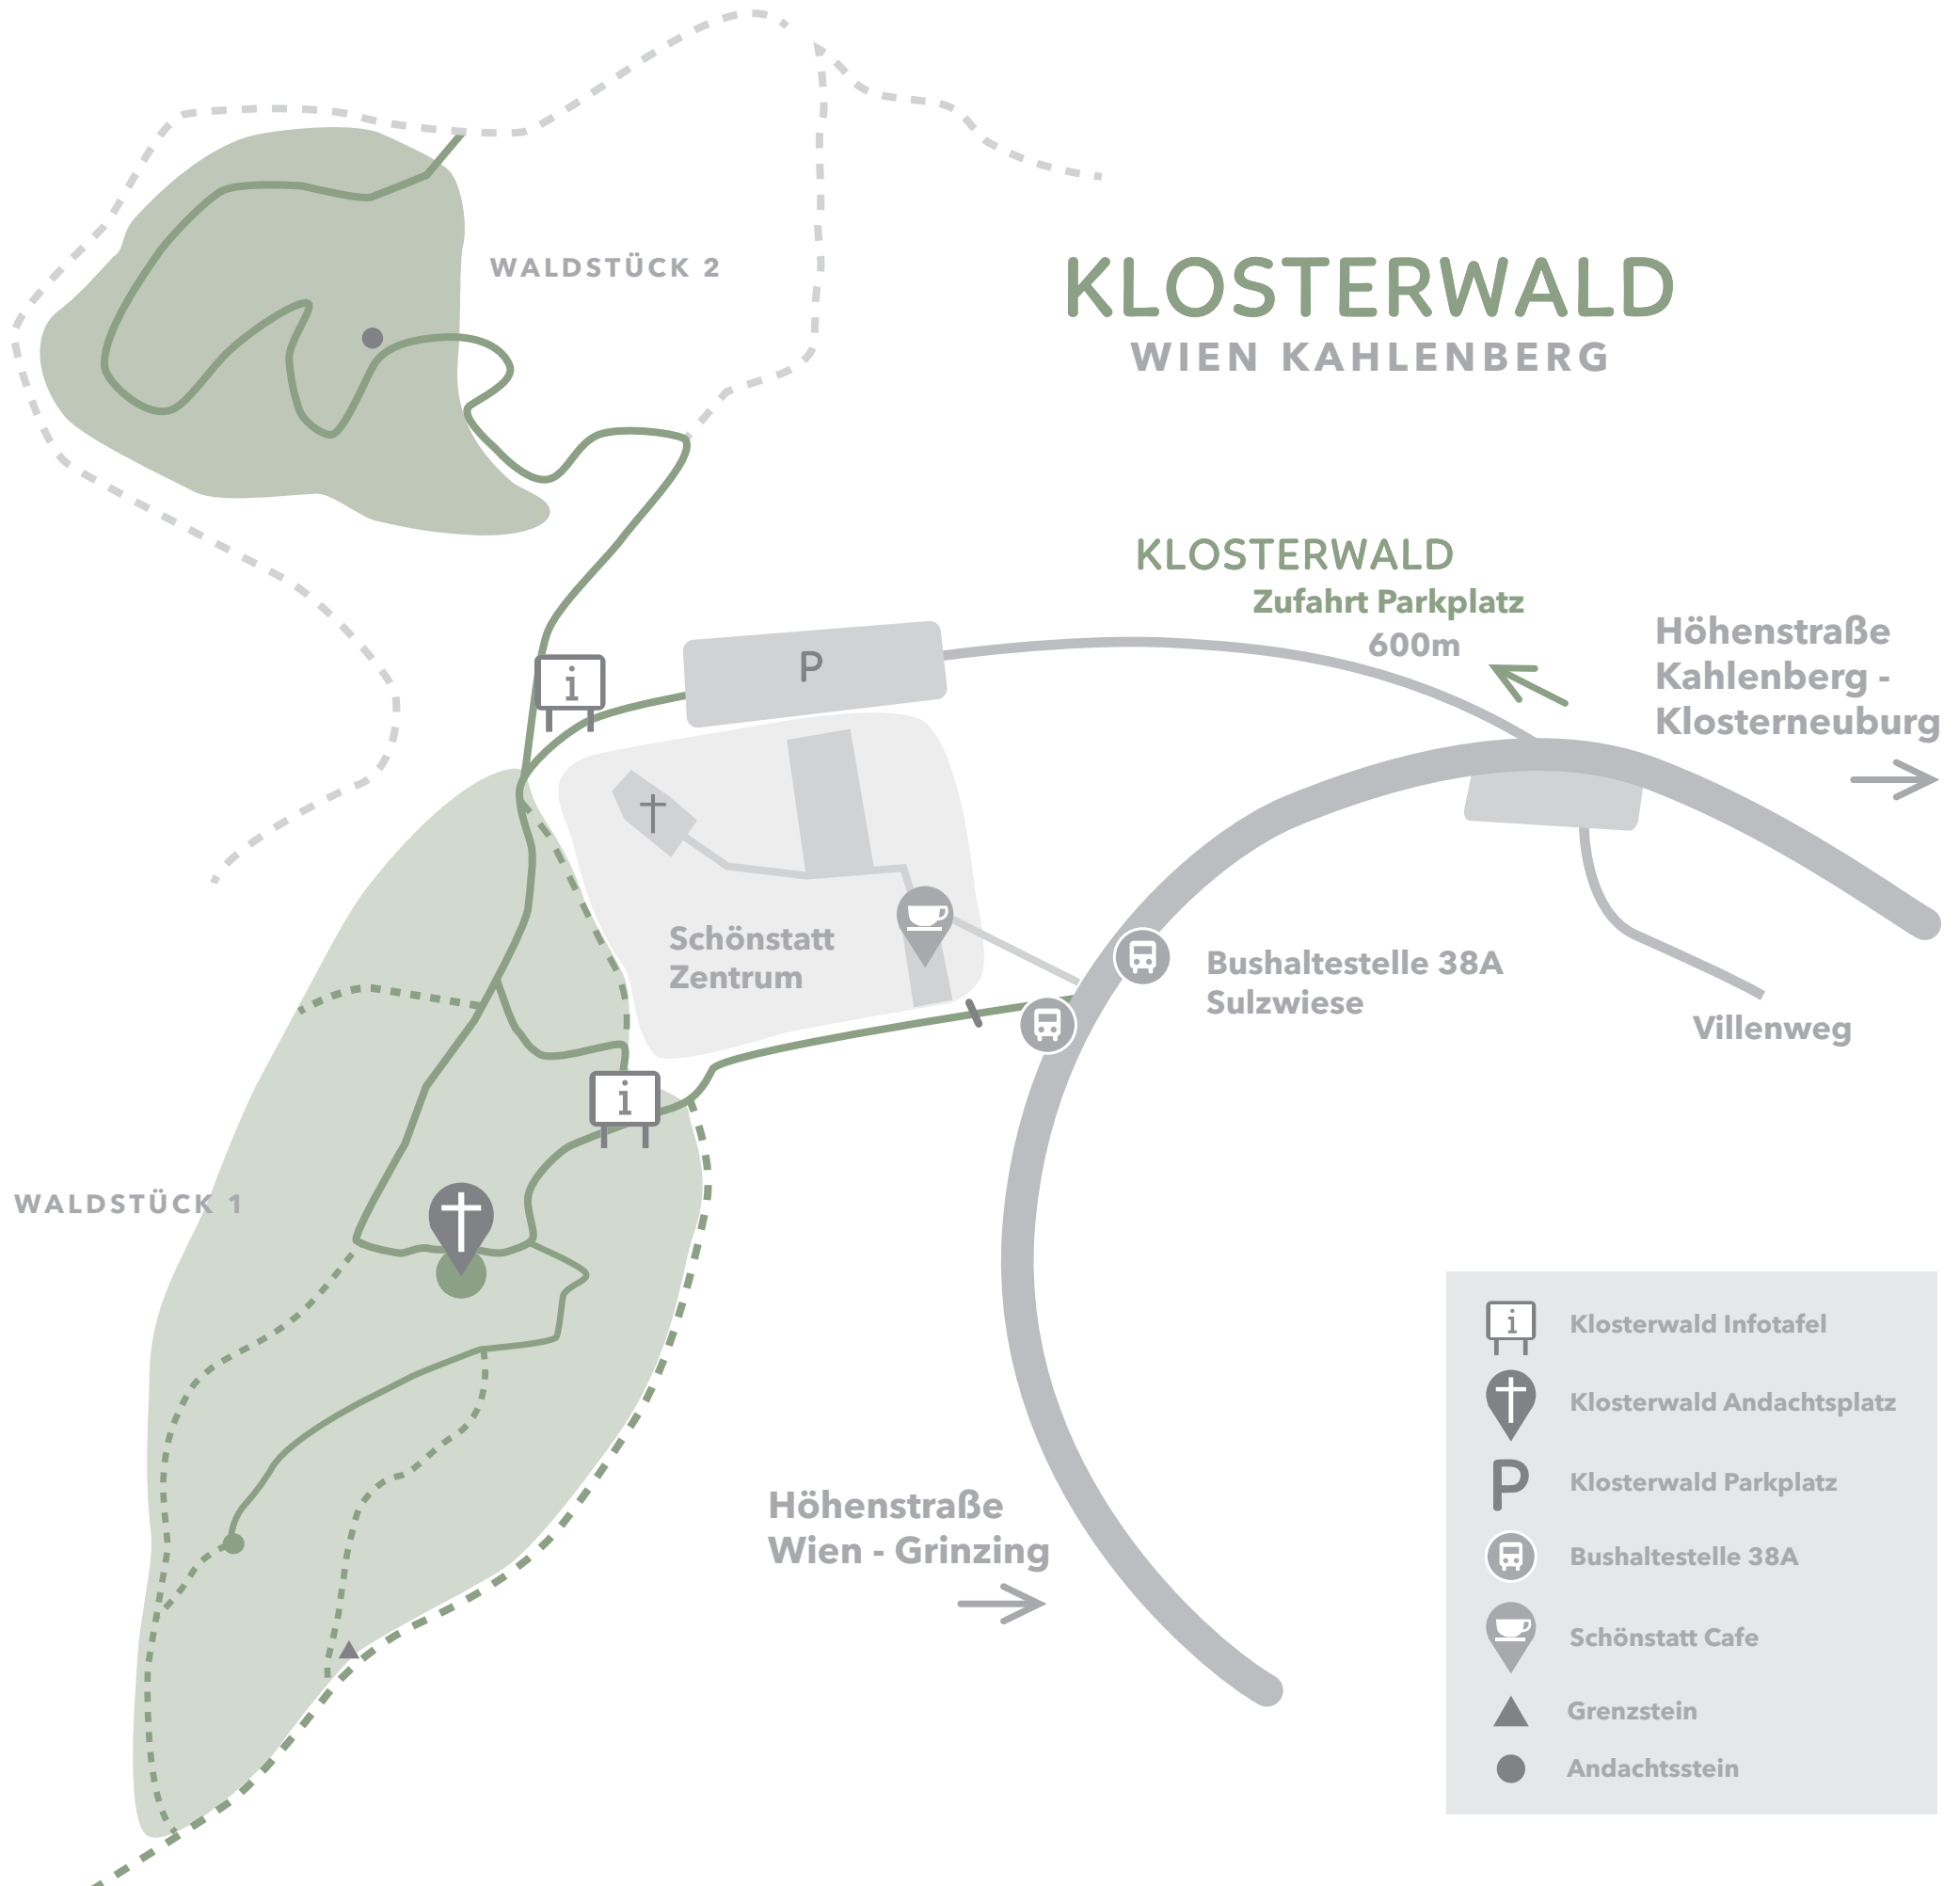 WALDSTÜCK 2
KLOSTERWALD
WIEN KAHLENBERG
KLOSTERWALD
Zufahrt Parkplatz
600m
Höhenstraße
Kahlenberg -
Klosterneuburg
i
P
Schönstatt
Zentrum
Bushaltestelle 38A
Sulzwiese
Villenweg
i
WALDSTÜCK 1
Höhenstraße
Wien - Grinzing
i Klosterwald Infotafel
Klosterwald Andachtsplatz
P Klosterwald Parkplatz
Bushaltestelle 38A
Schönstatt Cafe
Grenzstein
Andachtsstein